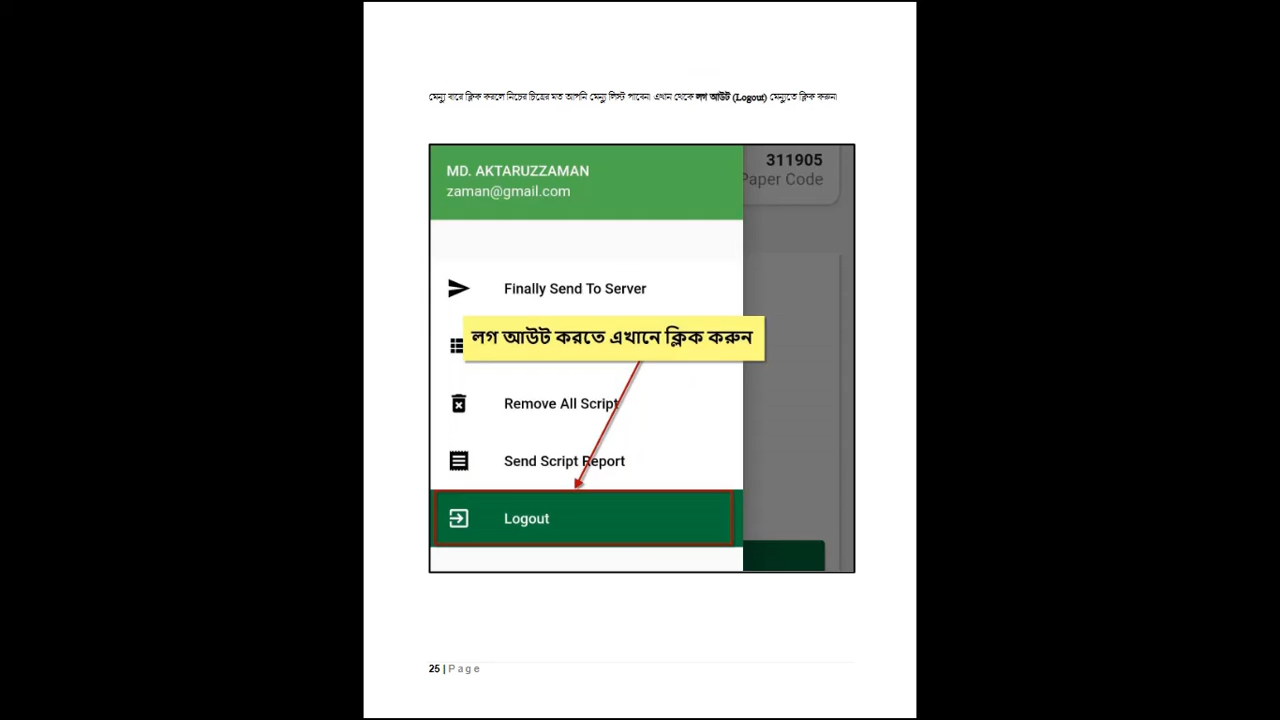 মেন্যু বারে ক্লিক করলে নিচের চিত্রের মত আপনি মেন্যু লিস্ট পাবেন। এখান থেকে লগ আউট (Logout) মেন্যুতে ক্লিক করুন।
MD. AKTARUZZAMAN
zaman@gmail.com
311905
Paper Code
Finally Send To Server
লগ আউট করতে এখানে ক্লিক করুন
Remove All Script
Send Script Report
Logout
25 | Page